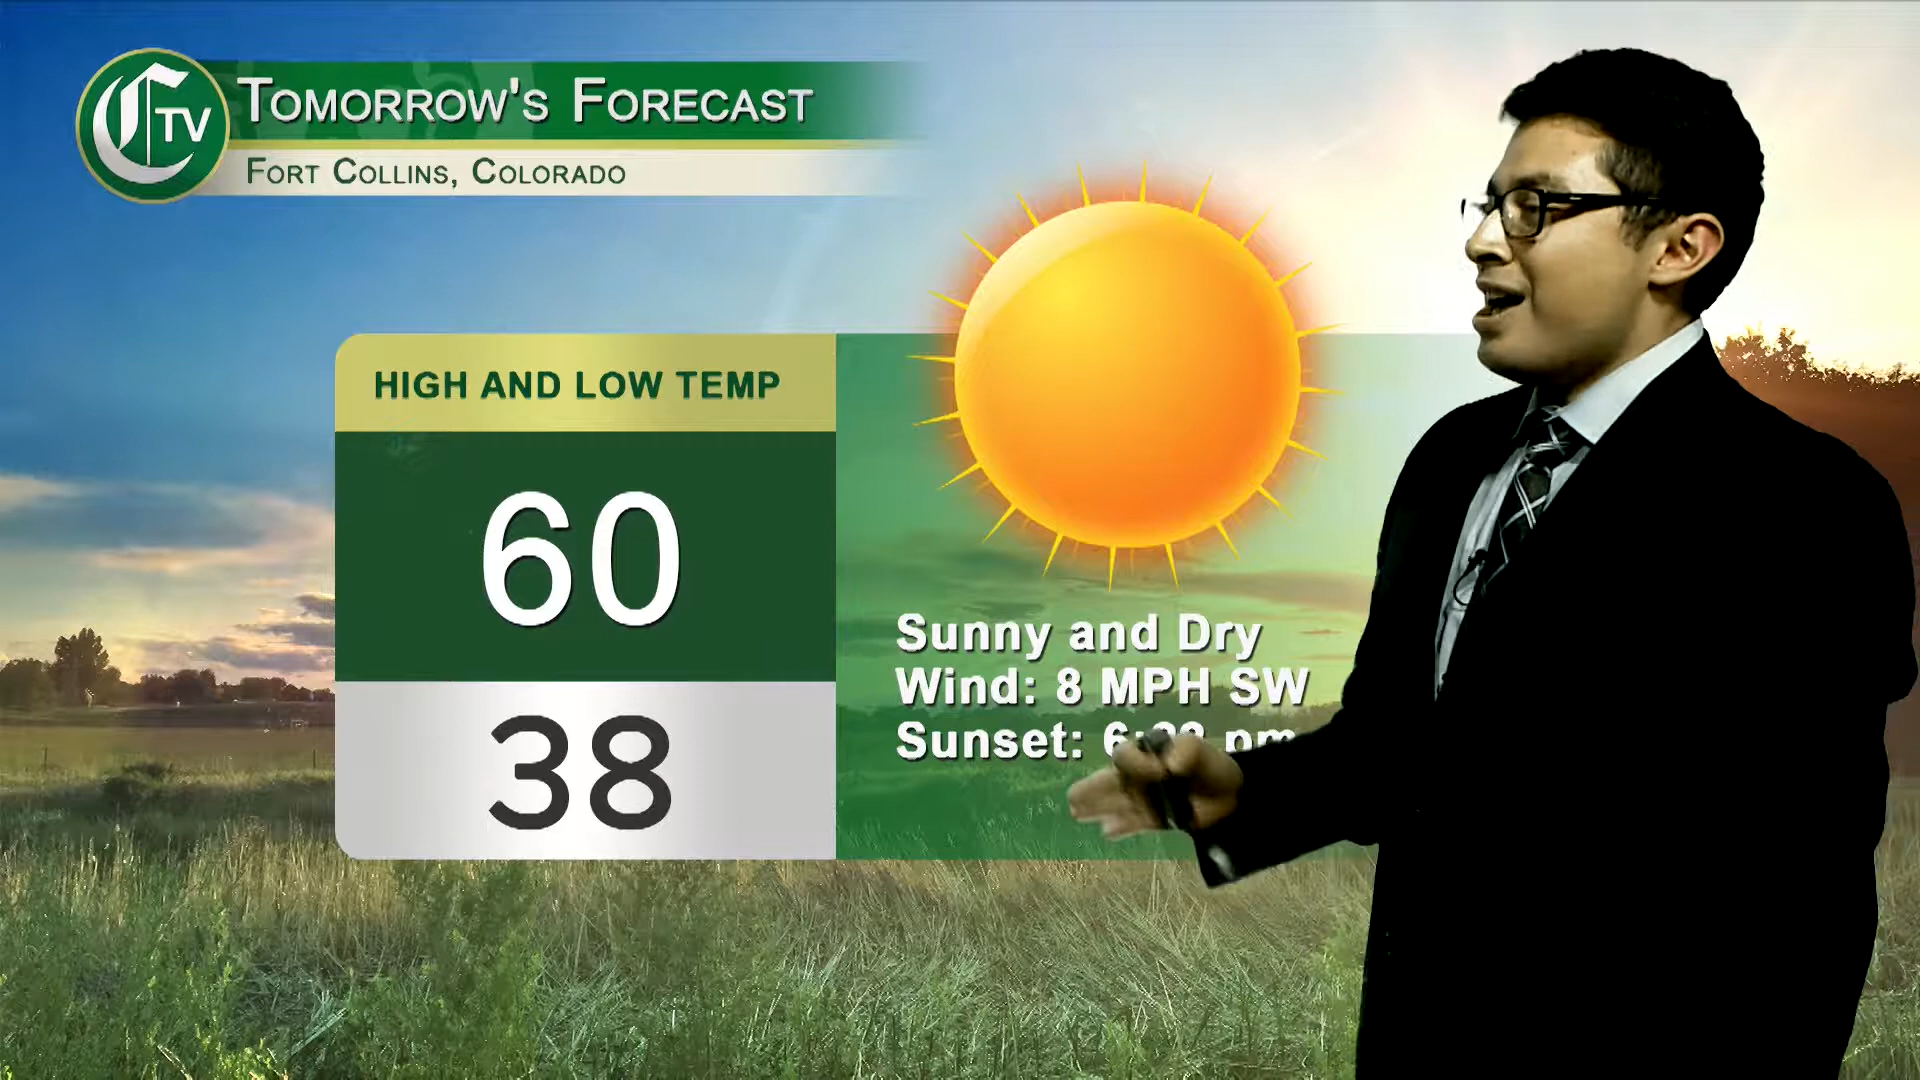 CTV
TOMORROW'S FORECAST
FORT COLLINS, COLORADO
HIGH AND LOW TEMP
60
38
Sunny and Dry
Wind: 8 MPH SW
Sunset: pm